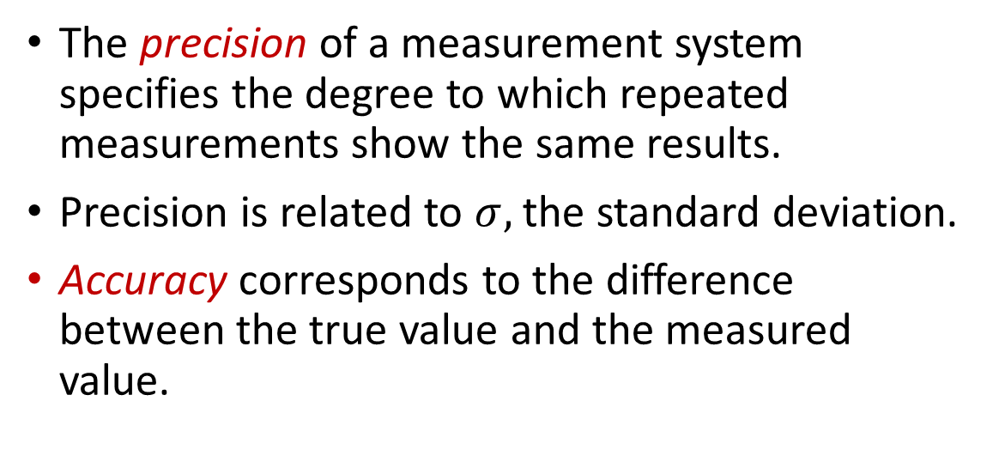 • The precision of a measurement system
specifies the degree to which repeated
measurements show the same results.
• Precision is related to σ, the standard deviation.
• Accuracy corresponds to the difference
between the true value and the measured
value.